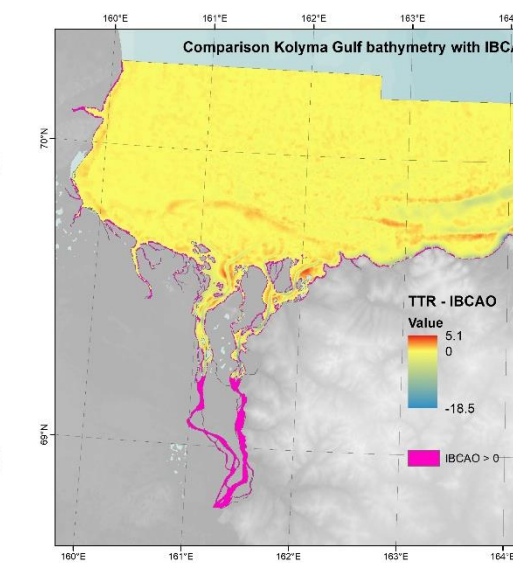 160°E 161°E 162°E 163°E
Comparison Kolyma Gulf bathymetry with
70°N
TTR - IBCAO
Value
5.1
0
-18.5
69°N
IBCAO > 0
160°E 161°E 162°E 163°E